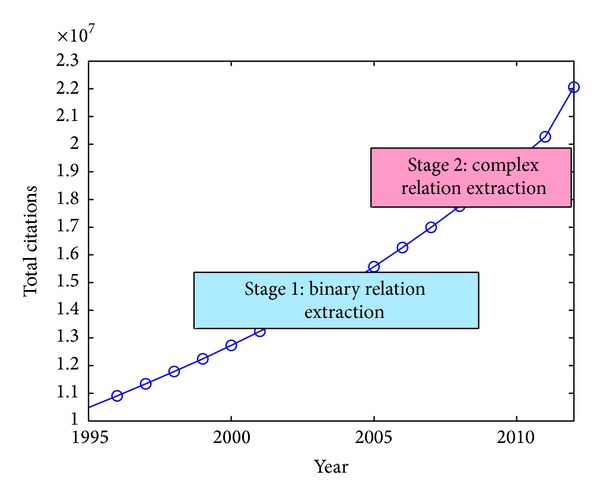 ×10⁷
2.3
2.2
2.1
2
1.9
1.8
1.7
1.6
1.5
1.4
1.3
1.2
1.1
1
Total citations
Stage 2: complex
relation extraction
Stage 1: binary relation
extraction
1995 2000 2005 2010
Year